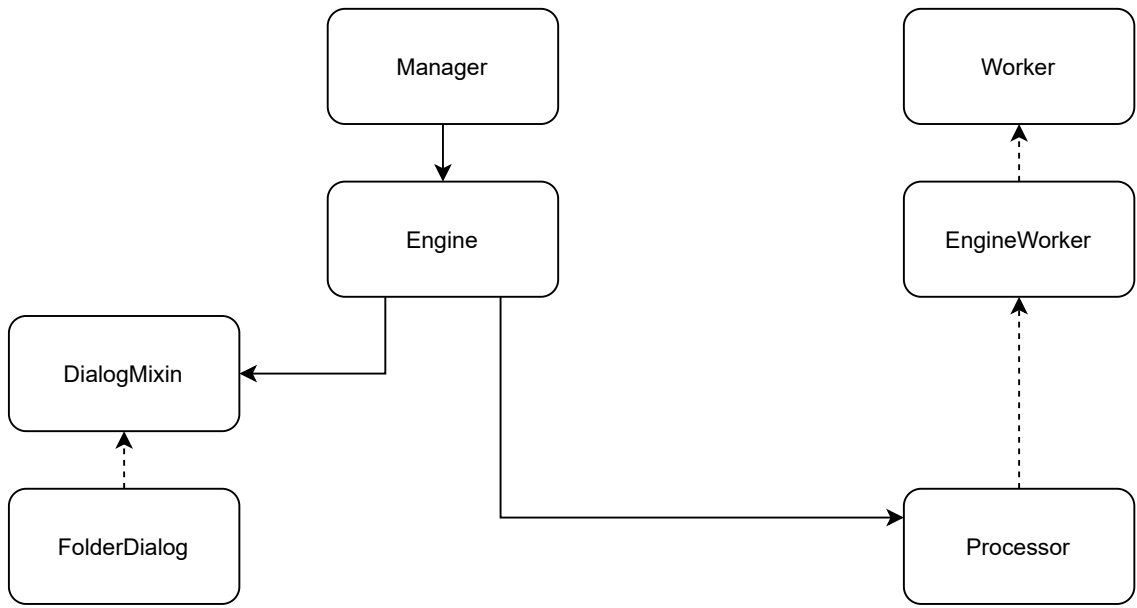 Manager
Worker
Engine
EngineWorker
DialogMixin
FolderDialog
Processor